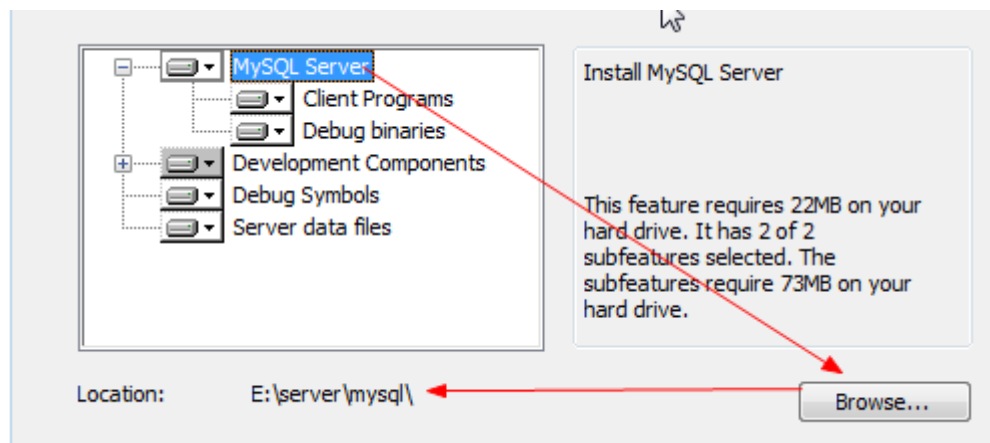 MySQL Server
Client Programs
Debug binaries
Development Components
Debug Symbols
Server data files
Install MySQL Server
This feature requires 22MB on your
hard drive. It has 2 of 2
subfeatures selected. The
subfeatures require 73MB on your
hard drive.
Location: E:\server\mysql\
Browse...